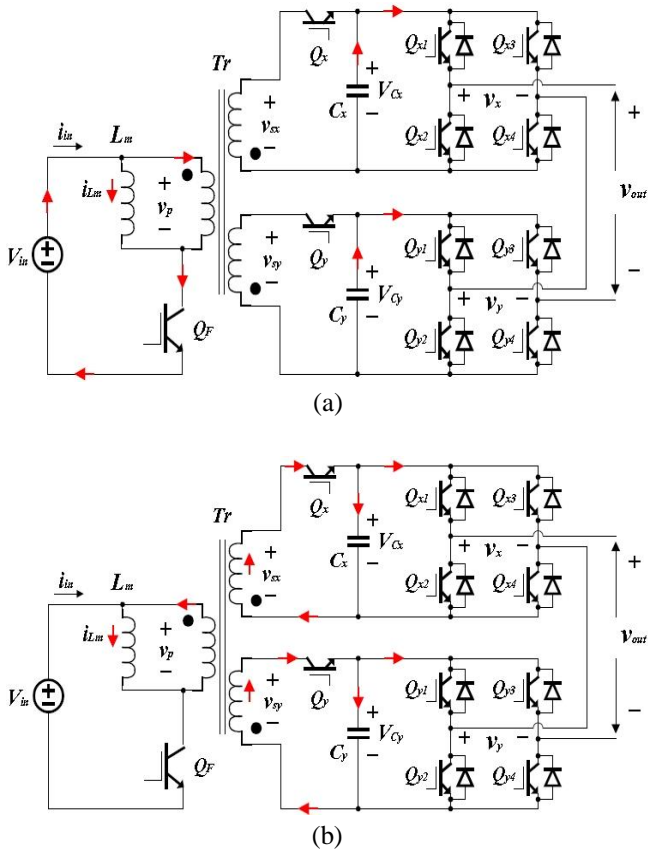 Qx
Qx1
Qx3
Tr
+
+
VCx
+ vx −
vsx
Cx
−
iin
Lm
−
Qx2
Qx4
+
iLm
+
vp
−
vout
+
+
VCy
Qy
Qy1
Qy3
Vin
vsy
−
Cy
−
+ vy −
−
QF
Qy2
Qy4
(a)
Qx
Qx1
Qx3
Tr
+
+
VCx
+ vx −
vsx
Cx
−
iin
Lm
−
Qx2
Qx4
+
iLm
+
vp
−
vout
+
+
VCy
Qy
Qy1
Qy3
Vin
vsy
−
Cy
−
+ vy −
−
QF
Qy2
Qy4
(b)